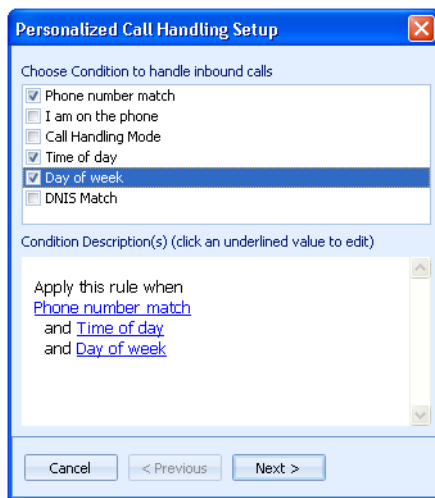 Personalized Call Handling Setup
Choose Condition to handle inbound calls
Phone number match
I am on the phone
Call Handling Mode
Time of day
Day of week
DNIS Match
Condition Description(s) (click an underlined value to edit)
Apply this rule when
Phone number match
and Time of day
and Day of week
Cancel
< Previous
Next >